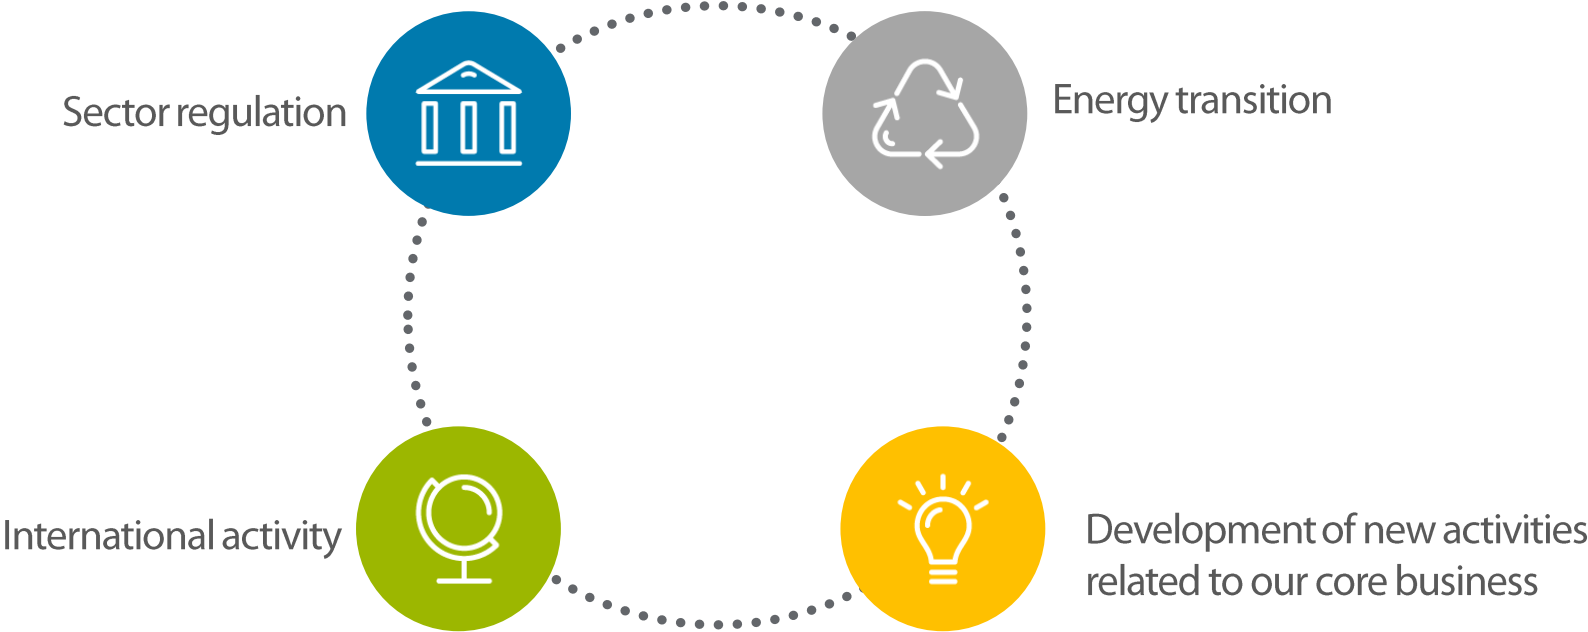 Sector regulation
Energy transition
International activity
Development of new activities
related to our core business